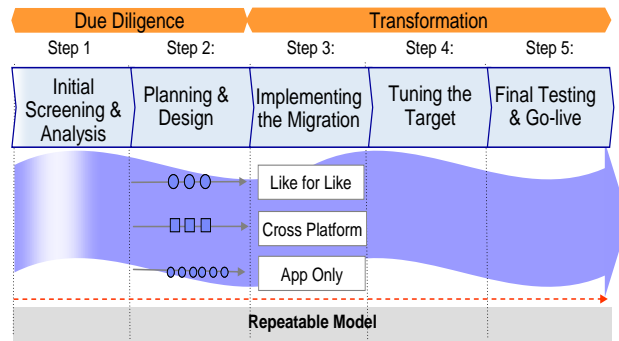 Due Diligence
Transformation
Step 1
Step 2:
Step 3:
Step 4:
Step 5:
Initial
Screening &
Analysis
Planning &
Design
Implementing
the Migration
Tuning the
Target
Final Testing
& Go-live
Like for Like
Cross Platform
App Only
Repeatable Model